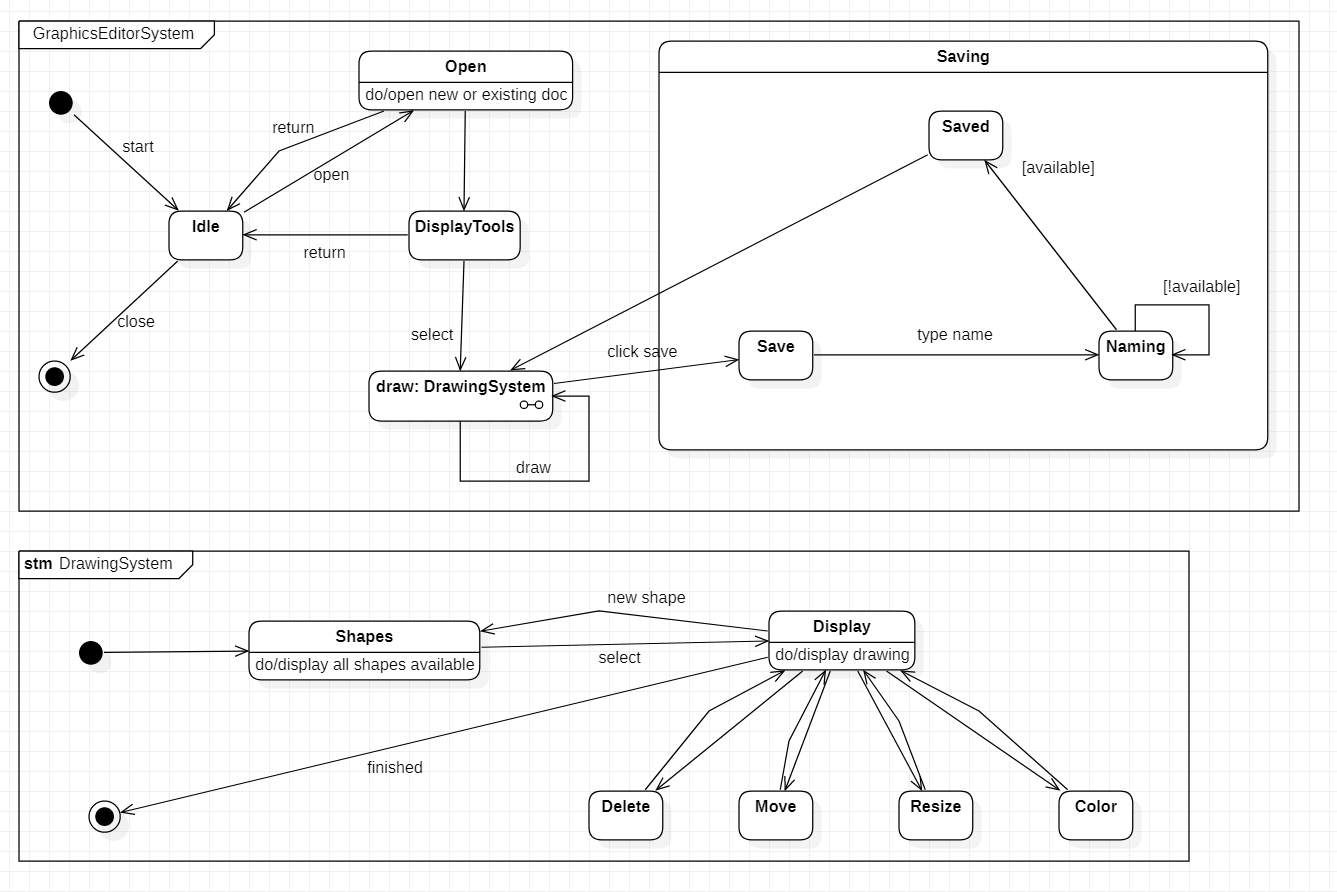 GraphicsEditorSystem
Open
do/open new or existing doc
Saving
return
start
open
Saved
[available]
Idle
DisplayTools
return
[!available]
close
select
click save
type name
Save
Naming
draw: DrawingSystem
draw
stm DrawingSystem
new shape
Shapes
do/display all shapes available
select
Display
do/display drawing
finished
Delete
Move
Resize
Color